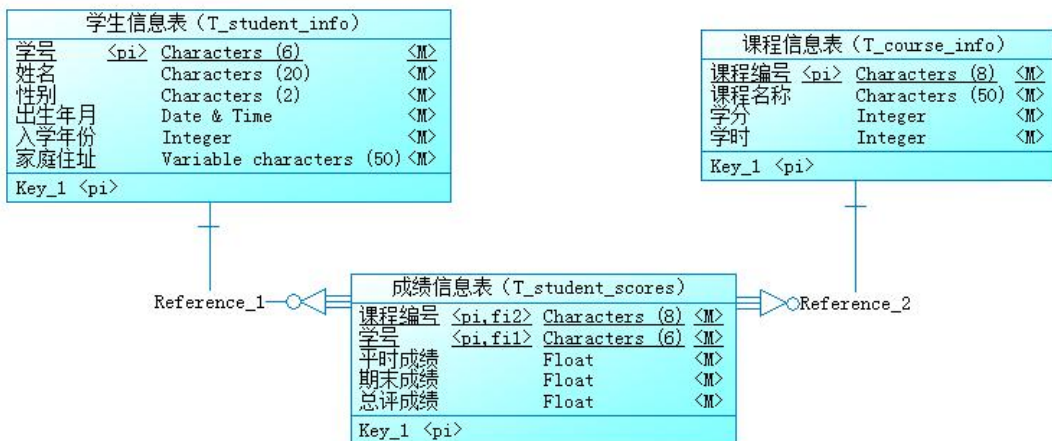 学生信息表（T_student_info）
学号 <pi> Characters (6) <M>
姓名 Characters (20) <M>
性别 Characters (2) <M>
出生年月 Date & Time <M>
入学年份 Integer <M>
家庭住址 Variable characters (50) <M>
Key_1 <pi>
课程信息表（T_course_info）
课程编号 <pi> Characters (8) <M>
课程名称 Characters (50) <M>
学分 Integer <M>
学时 Integer <M>
Key_1 <pi>
Reference_1
Reference_2
成绩信息表（T_student_scores）
课程编号 <pi,fi2> Characters (8) <M>
学号 <pi,fi1> Characters (6) <M>
平时成绩 Float <M>
期末成绩 Float <M>
总评成绩 Float <M>
Key_1 <pi>